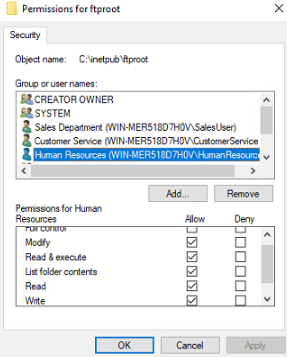 Permissions for ftproot
Security
Object name: C:\inetpub\ftproot
Group or user names:
CREATOR OWNER
SYSTEM
Sales Department (WIN-MER518D7H0V\SalesUser)
Customer Service (WIN-MER518D7H0V\CustomerService
Human Resources (WIN-MER518D7H0V\HumanResource
Add... Remove
Permissions for Human
Resources Allow Deny
Full control
Modify
Read & execute
List folder contents
Read
Write
OK Cancel Apply